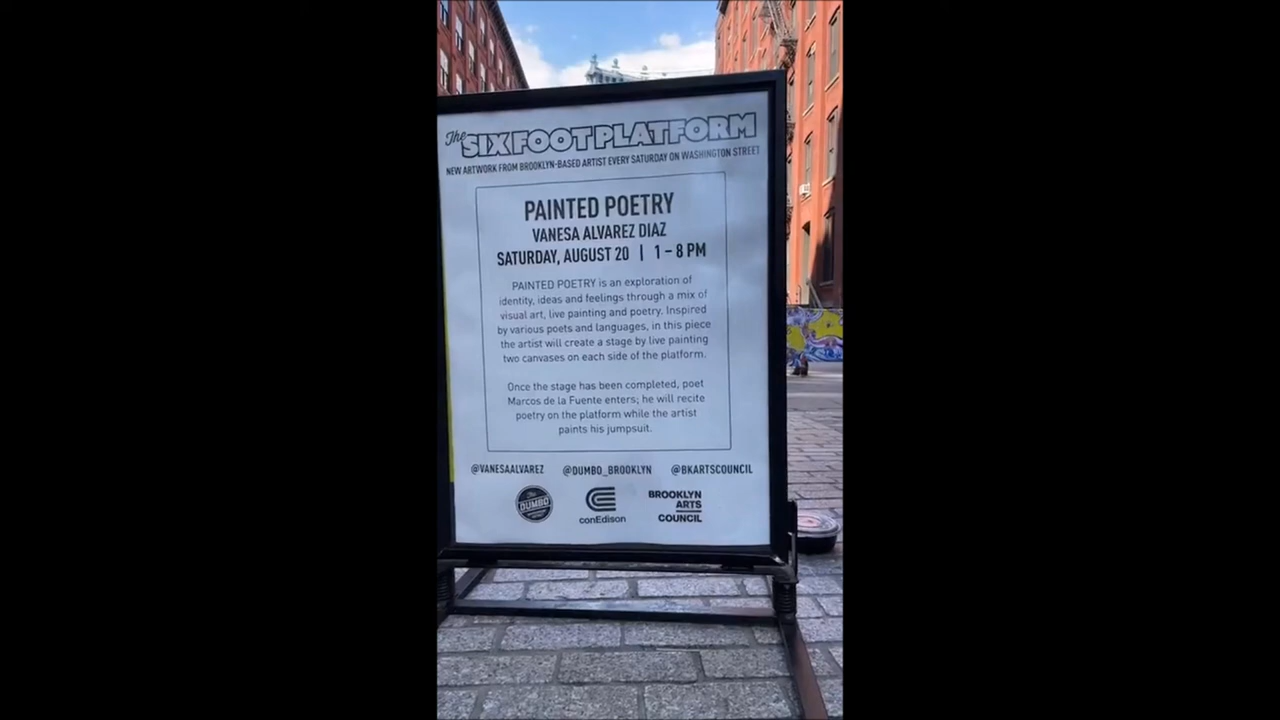 The SIX FOOT PLATFORM
NEW ARTWORK FROM BROOKLYN-BASED ARTIST EVERY SATURDAY ON WASHINGTON STREET
PAINTED POETRY
VANESA ALVAREZ DIAZ
SATURDAY, AUGUST 20 | 1 – 8 PM
PAINTED POETRY is an exploration of
identity, ideas and feelings through a mix of
visual art, live painting and poetry. Inspired
by various poets and languages, in this piece
the artist will create a stage by live painting
two canvases on each side of the platform.
Once the stage has been completed, poet
Marcos de la Fuente enters; he will recite
poetry on the platform while the artist
paints his jumpsuit.
@VANESAALVAREZ @DUMBO_BROOKLYN @BKARTSCOUNCIL
DUMBO
conEdison
BROOKLYN
ARTS
COUNCIL